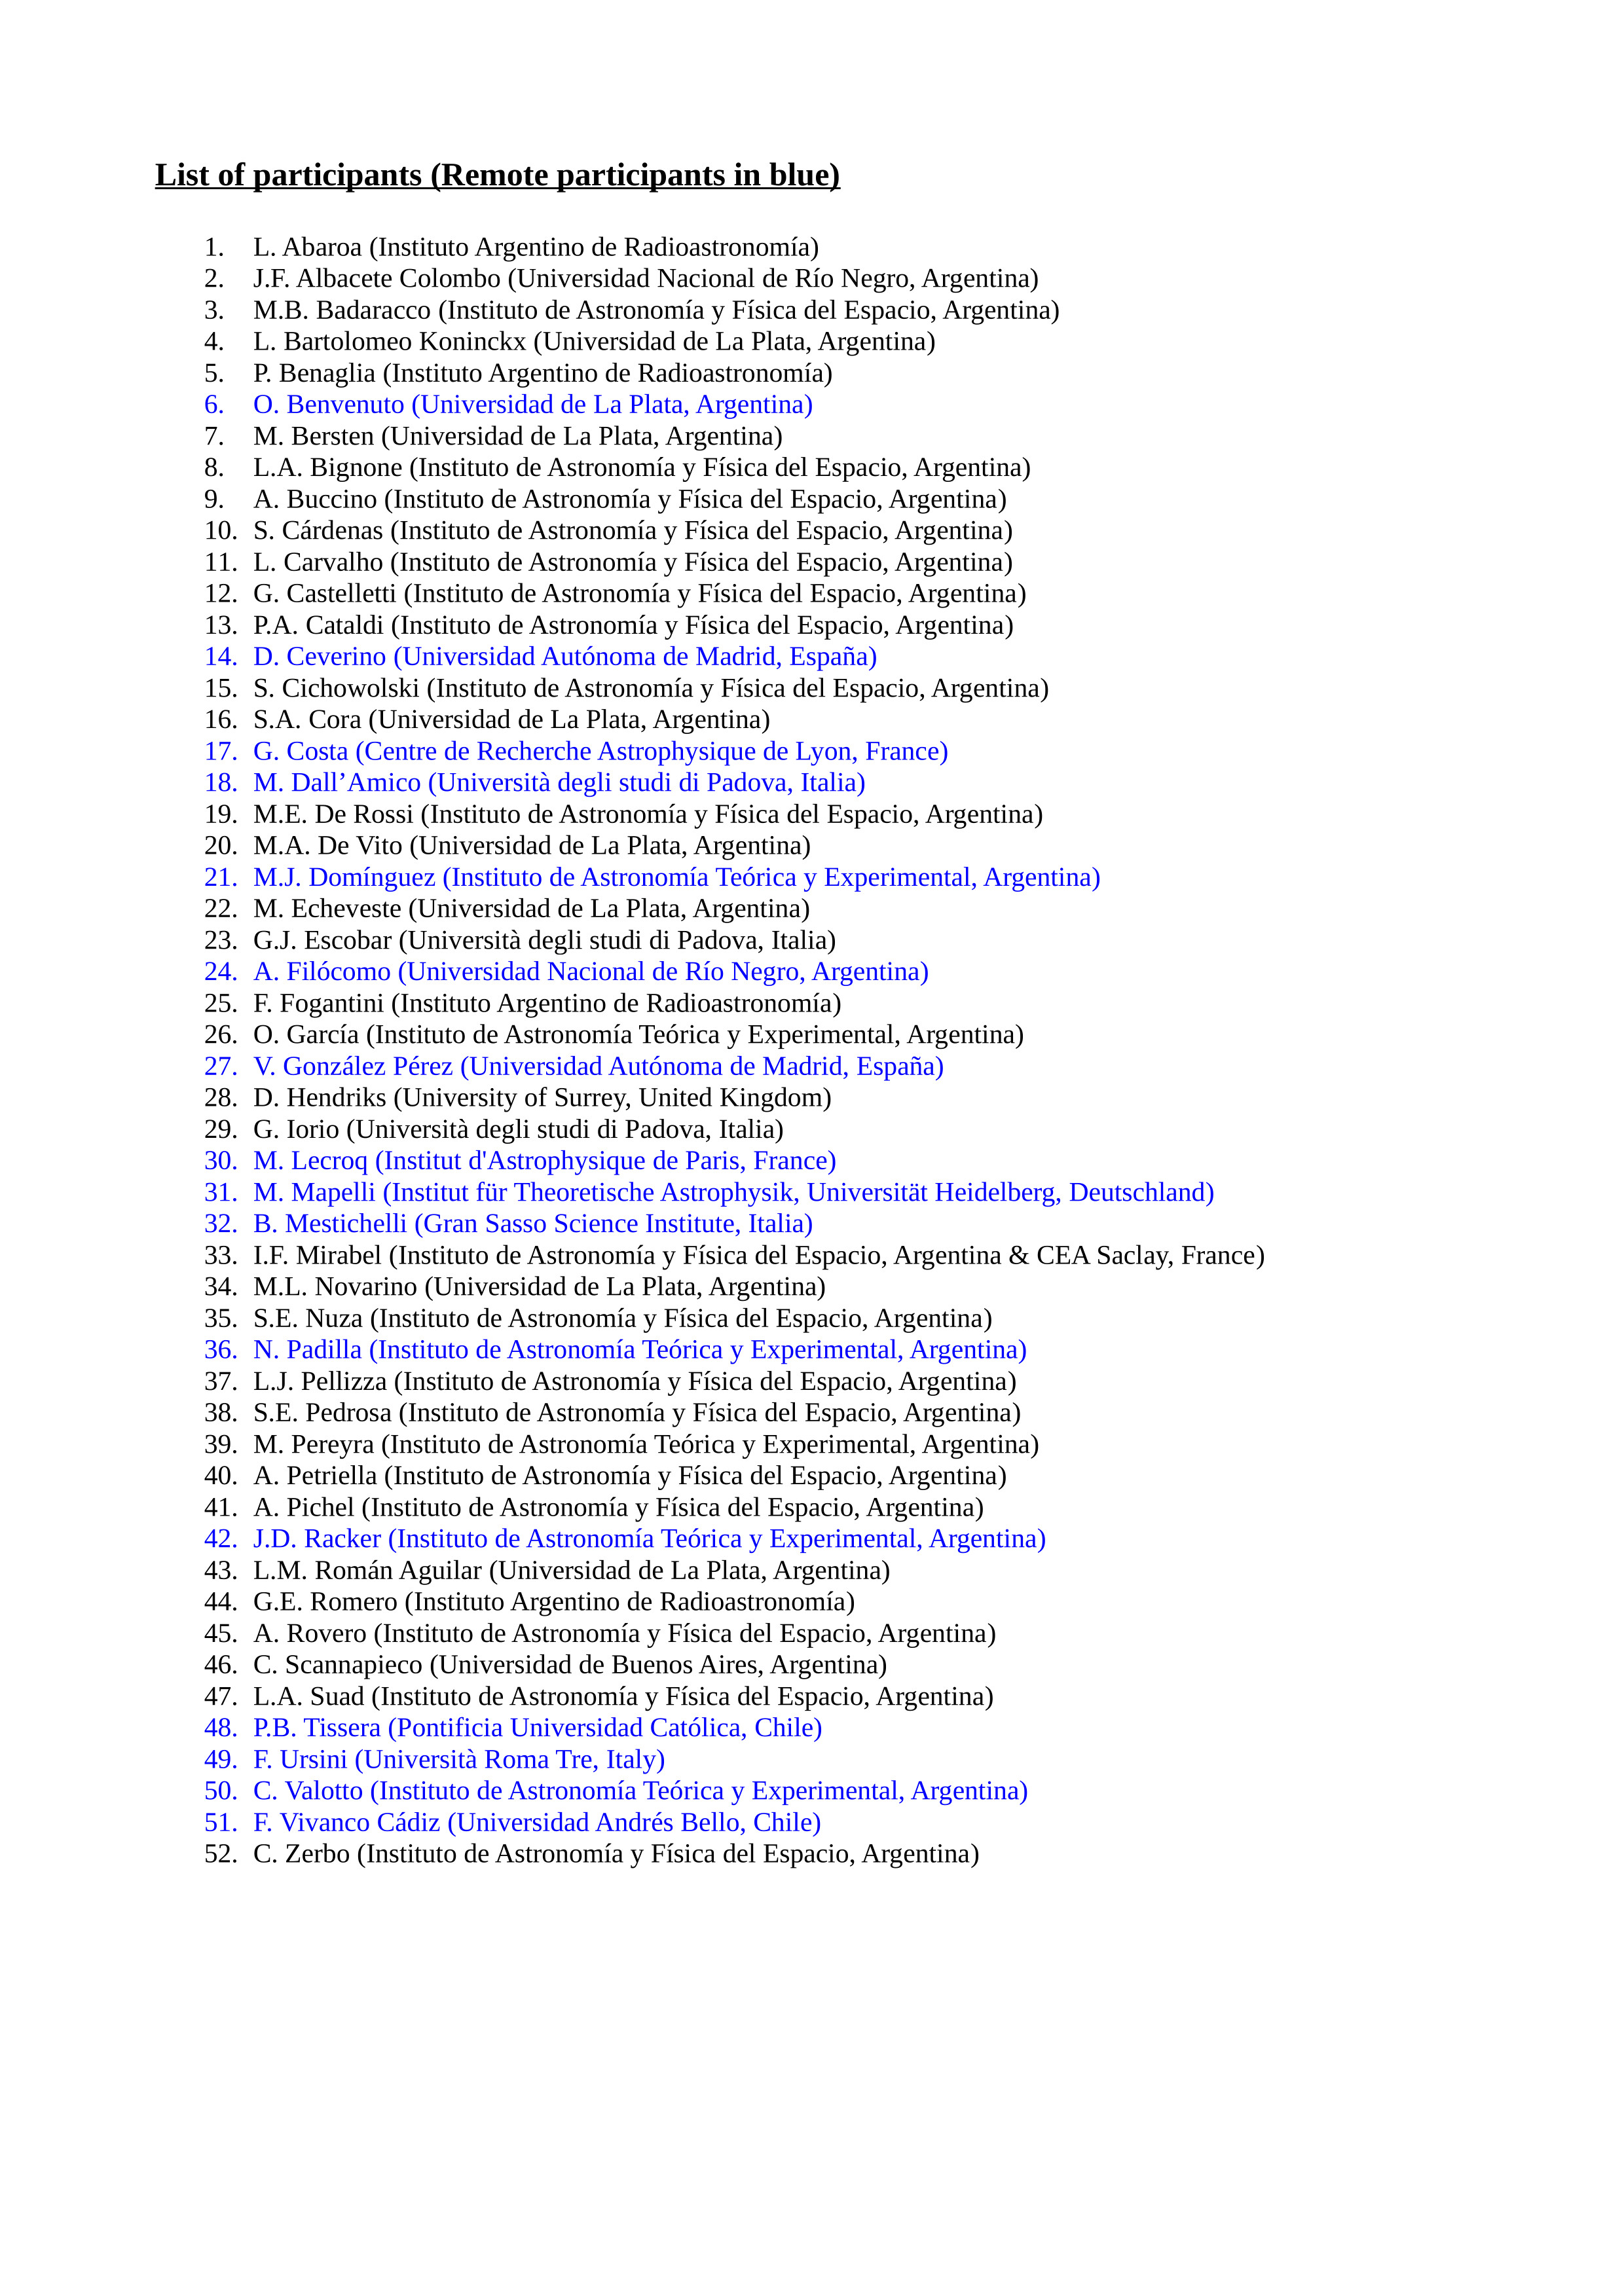 List of participants (Remote participants in blue)
1. L. Abaroa (Instituto Argentino de Radioastronomía)
2. J.F. Albacete Colombo (Universidad Nacional de Río Negro, Argentina)
3. M.B. Badaracco (Instituto de Astronomía y Física del Espacio, Argentina)
4. L. Bartolomeo Koninckx (Universidad de La Plata, Argentina)
5. P. Benaglia (Instituto Argentino de Radioastronomía)
6. O. Benvenuto (Universidad de La Plata, Argentina)
7. M. Bersten (Universidad de La Plata, Argentina)
8. L.A. Bignone (Instituto de Astronomía y Física del Espacio, Argentina)
9. A. Buccino (Instituto de Astronomía y Física del Espacio, Argentina)
10. S. Cárdenas (Instituto de Astronomía y Física del Espacio, Argentina)
11. L. Carvalho (Instituto de Astronomía y Física del Espacio, Argentina)
12. G. Castelletti (Instituto de Astronomía y Física del Espacio, Argentina)
13. P.A. Cataldi (Instituto de Astronomía y Física del Espacio, Argentina)
14. D. Ceverino (Universidad Autónoma de Madrid, España)
15. S. Cichowolski (Instituto de Astronomía y Física del Espacio, Argentina)
16. S.A. Cora (Universidad de La Plata, Argentina)
17. G. Costa (Centre de Recherche Astrophysique de Lyon, France)
18. M. Dall’Amico (Università degli studi di Padova, Italia)
19. M.E. De Rossi (Instituto de Astronomía y Física del Espacio, Argentina)
20. M.A. De Vito (Universidad de La Plata, Argentina)
21. M.J. Domínguez (Instituto de Astronomía Teórica y Experimental, Argentina)
22. M. Echeveste (Universidad de La Plata, Argentina)
23. G.J. Escobar (Università degli studi di Padova, Italia)
24. A. Filócomo (Universidad Nacional de Río Negro, Argentina)
25. F. Fogantini (Instituto Argentino de Radioastronomía)
26. O. García (Instituto de Astronomía Teórica y Experimental, Argentina)
27. V. González Pérez (Universidad Autónoma de Madrid, España)
28. D. Hendriks (University of Surrey, United Kingdom)
29. G. Iorio (Università degli studi di Padova, Italia)
30. M. Lecroq (Institut d'Astrophysique de Paris, France)
31. M. Mapelli (Institut für Theoretische Astrophysik, Universität Heidelberg, Deutschland)
32. B. Mestichelli (Gran Sasso Science Institute, Italia)
33. I.F. Mirabel (Instituto de Astronomía y Física del Espacio, Argentina & CEA Saclay, France)
34. M.L. Novarino (Universidad de La Plata, Argentina)
35. S.E. Nuza (Instituto de Astronomía y Física del Espacio, Argentina)
36. N. Padilla (Instituto de Astronomía Teórica y Experimental, Argentina)
37. L.J. Pellizza (Instituto de Astronomía y Física del Espacio, Argentina)
38. S.E. Pedrosa (Instituto de Astronomía y Física del Espacio, Argentina)
39. M. Pereyra (Instituto de Astronomía Teórica y Experimental, Argentina)
40. A. Petriella (Instituto de Astronomía y Física del Espacio, Argentina)
41. A. Pichel (Instituto de Astronomía y Física del Espacio, Argentina)
42. J.D. Racker (Instituto de Astronomía Teórica y Experimental, Argentina)
43. L.M. Román Aguilar (Universidad de La Plata, Argentina)
44. G.E. Romero (Instituto Argentino de Radioastronomía)
45. A. Rovero (Instituto de Astronomía y Física del Espacio, Argentina)
46. C. Scannapieco (Universidad de Buenos Aires, Argentina)
47. L.A. Suad (Instituto de Astronomía y Física del Espacio, Argentina)
48. P.B. Tissera (Pontificia Universidad Católica, Chile)
49. F. Ursini (Università Roma Tre, Italy)
50. C. Valotto (Instituto de Astronomía Teórica y Experimental, Argentina)
51. F. Vivanco Cádiz (Universidad Andrés Bello, Chile)
52. C. Zerbo (Instituto de Astronomía y Física del Espacio, Argentina)